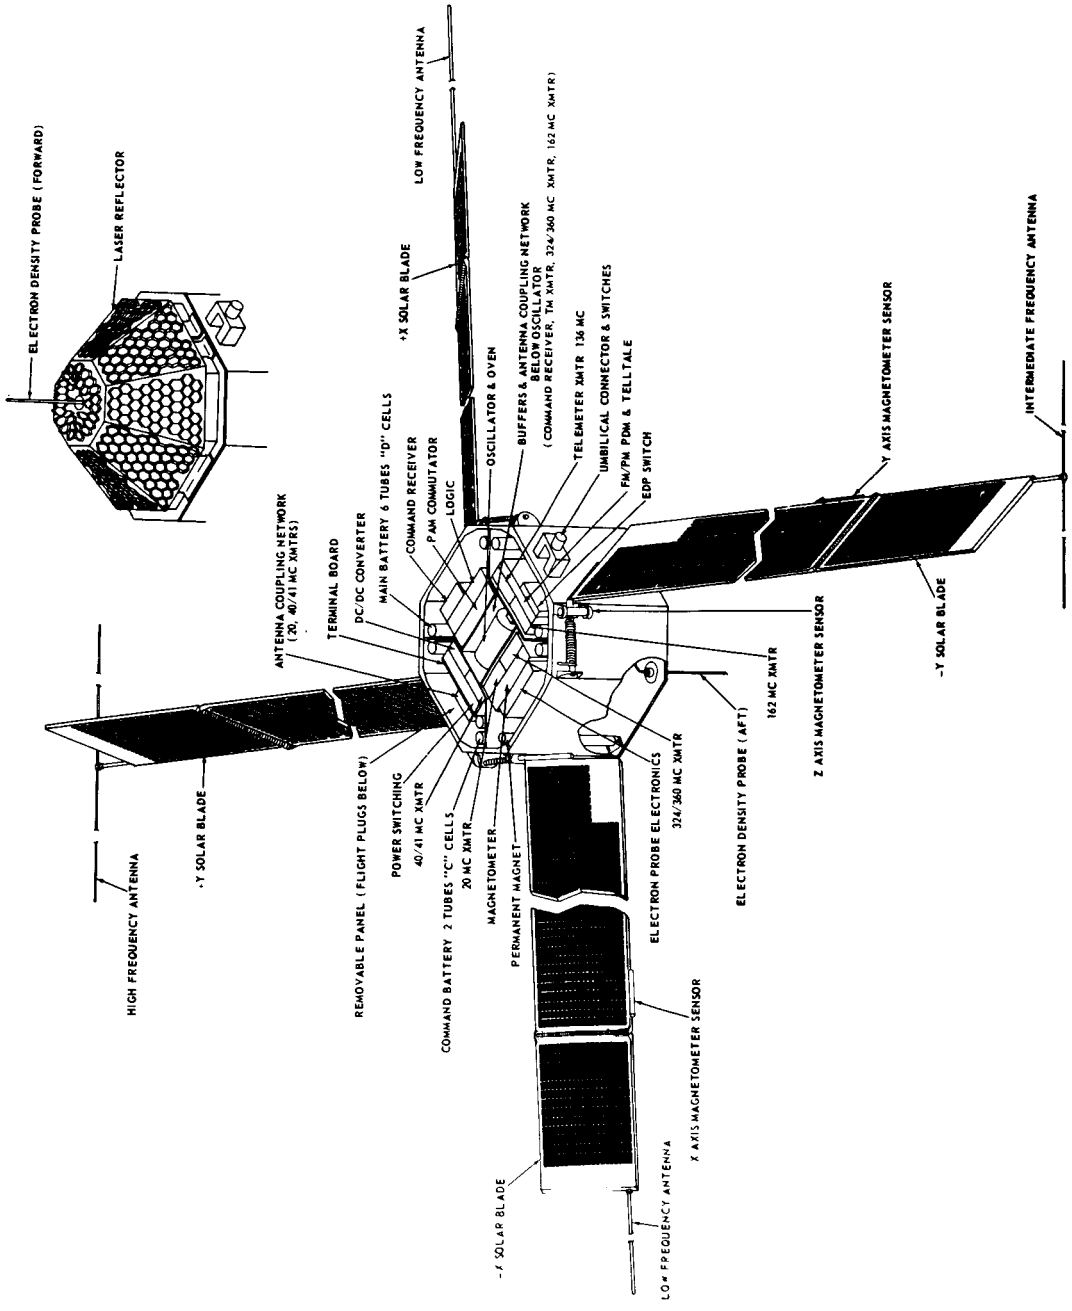 ELECTRON DENSITY PROBE (FORWARD)
LASER REFLECTOR
LOW FREQUENCY ANTENNA
+X SOLAR BLADE
ANTENNA COUPLING NETWORK
(20, 40/41 MC XMTRS)
TERMINAL BOARD
DC/DC CONVERTER
MAIN BATTERY 6 TUBES "D" CELLS
COMMAND RECEIVER
PAM COMMUTATOR
LOGIC
OSCILLATOR & OVEN
BUFFERS & ANTENNA COUPLING NETWORK
BELOW OSCILLATOR
(COMMAND RECEIVER, TM XMTR, 324/360 MC XMTR, 162 MC XMTR)
TELEMETER XMTR 136 MC
UMBILICAL CONNECTOR & SWITCHES
FM/PM PDM & TELLTALE
EDP SWITCH
Y AXIS MAGNETOMETER SENSOR
INTERMEDIATE FREQUENCY ANTENNA
HIGH FREQUENCY ANTENNA
+Y SOLAR BLADE
REMOVABLE PANEL (FLIGHT PLUGS BELOW)
POWER SWITCHING
40/41 MC XMTR
COMMAND BATTERY 2 TUBES "C" CELLS
20 MC XMTR
MAGNETOMETER
PERMANENT MAGNET
ELECTRON PROBE ELECTRONICS
324/360 MC XMTR
ELECTRON DENSITY PROBE (AFT)
162 MC XMTR
Z AXIS MAGNETOMETER SENSOR
-Y SOLAR BLADE
-X SOLAR BLADE
LOW FREQUENCY ANTENNA
X AXIS MAGNETOMETER SENSOR